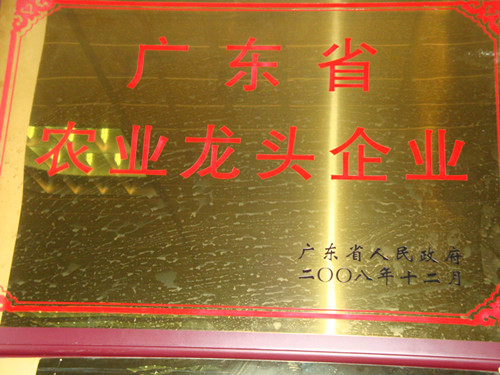 广东省
农业龙头企业
广东省人民政府
二〇〇八年十二月